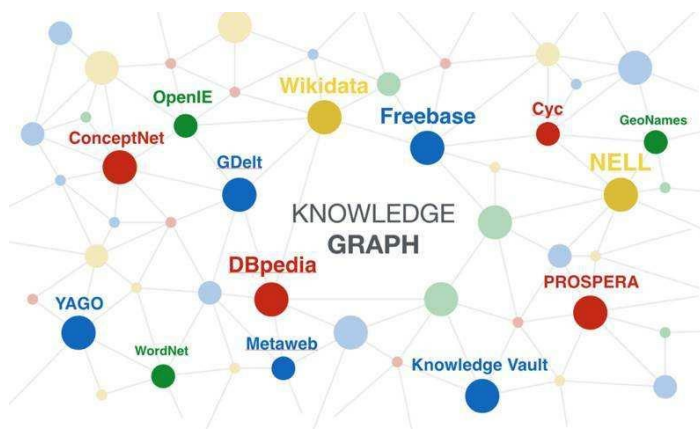 Wikidata
OpenIE
Freebase
Cyc
GeoNames
ConceptNet
GDelt
NELL
KNOWLEDGE
GRAPH
DBpedia
PROSPERA
YAGO
Metaweb
WordNet
Knowledge Vault